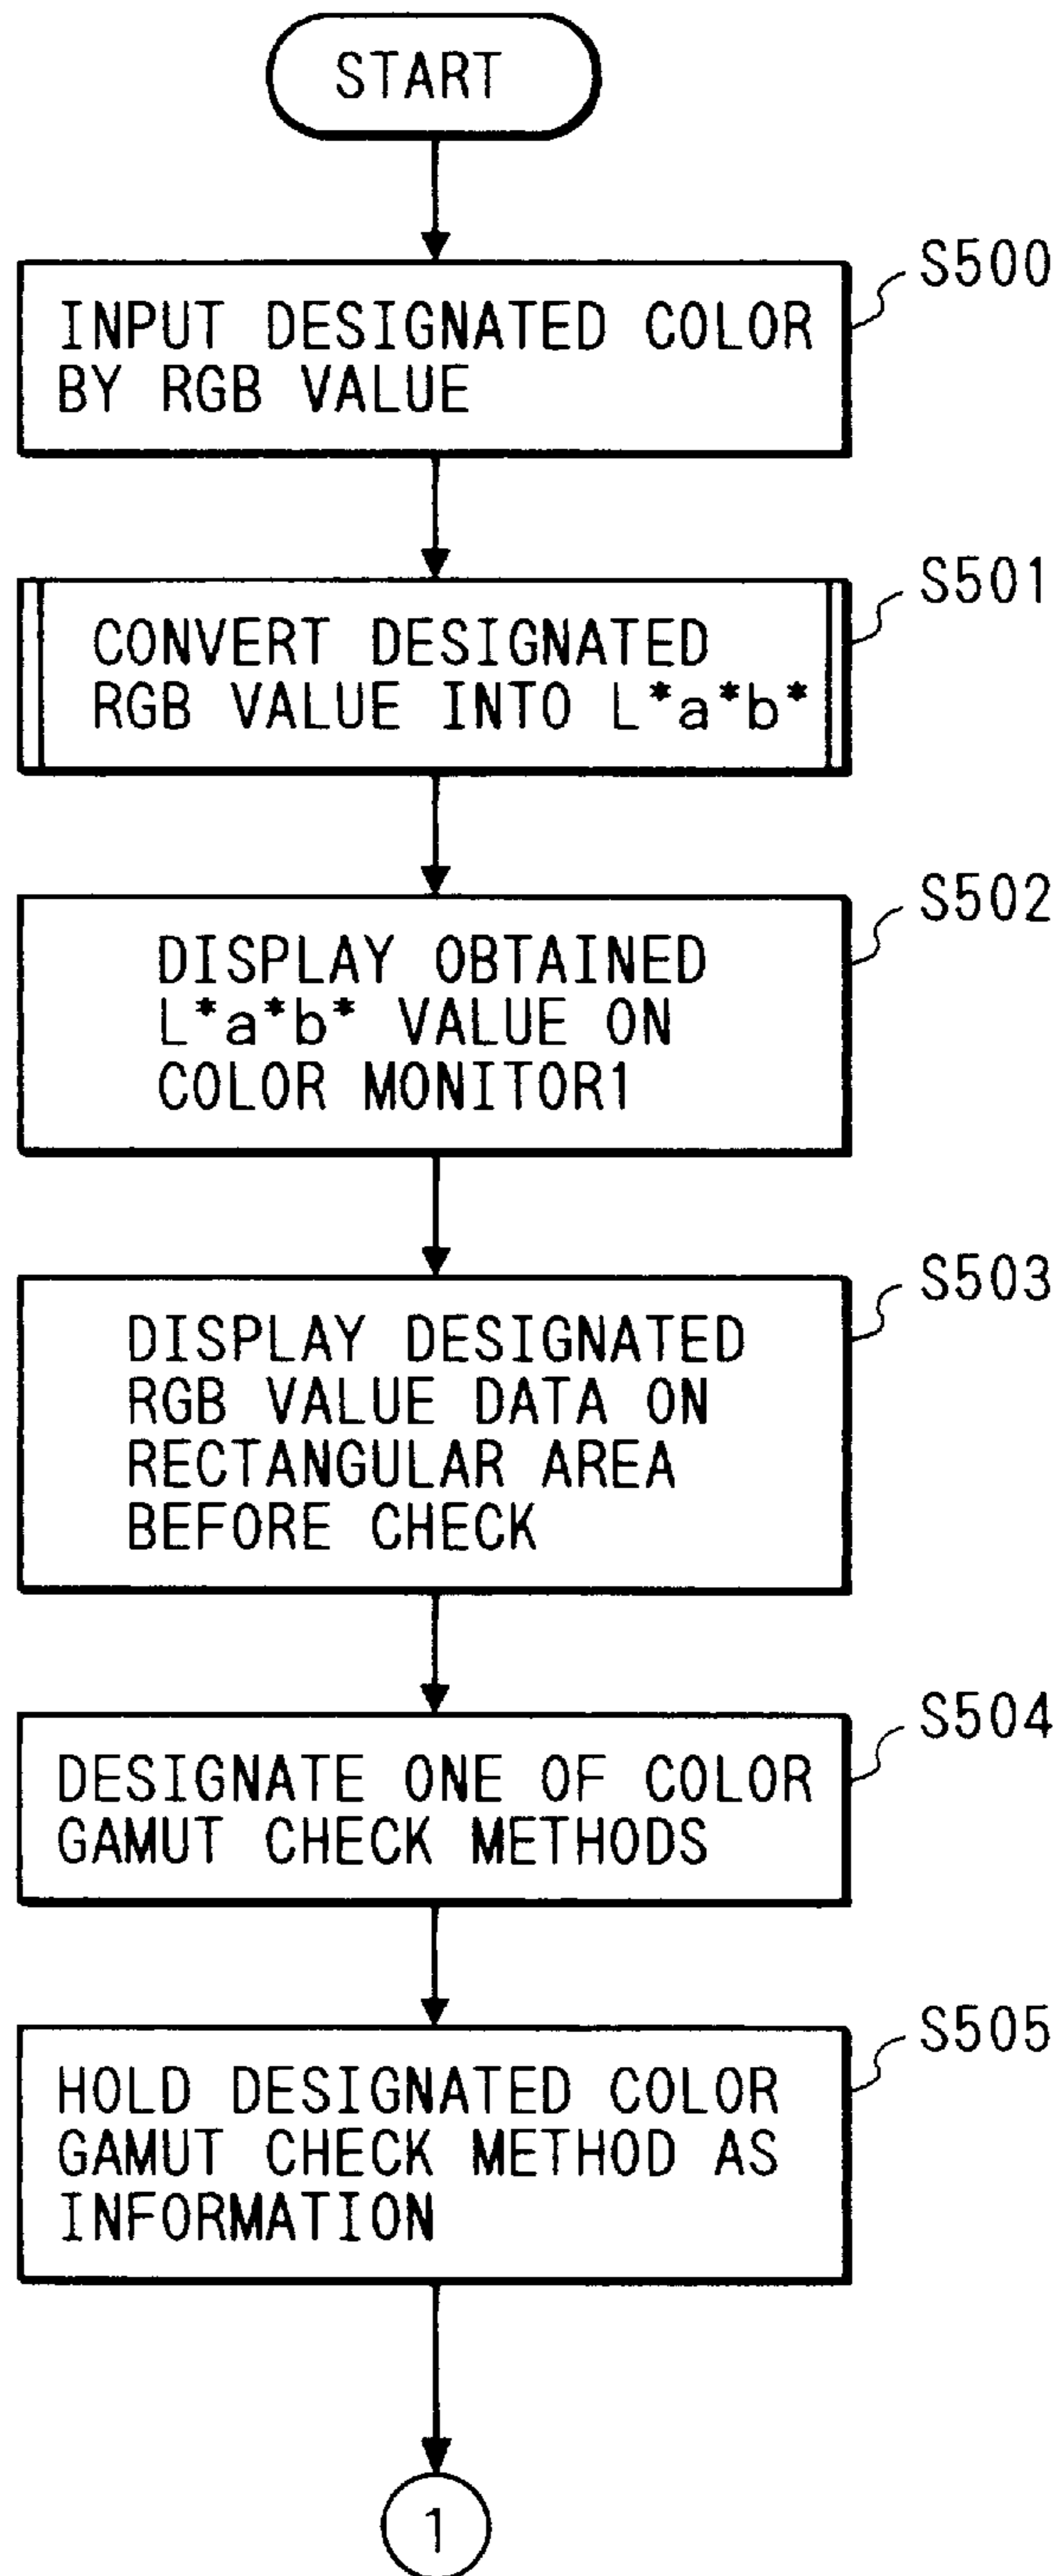 START
S500
INPUT DESIGNATED COLOR
BY RGB VALUE
S501
CONVERT DESIGNATED
RGB VALUE INTO L*a*b*
S502
DISPLAY OBTAINED
L*a*b* VALUE ON
COLOR MONITOR1
S503
DISPLAY DESIGNATED
RGB VALUE DATA ON
RECTANGULAR AREA
BEFORE CHECK
S504
DESIGNATE ONE OF COLOR
GAMUT CHECK METHODS
S505
HOLD DESIGNATED COLOR
GAMUT CHECK METHOD AS
INFORMATION
1